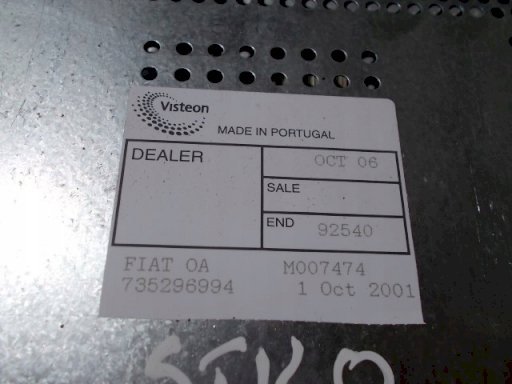 Visteon
MADE IN PORTUGAL
DEALER
OCT 06
SALE
END
92540
FIAT OA M007474
735296994 1 Oct 2001